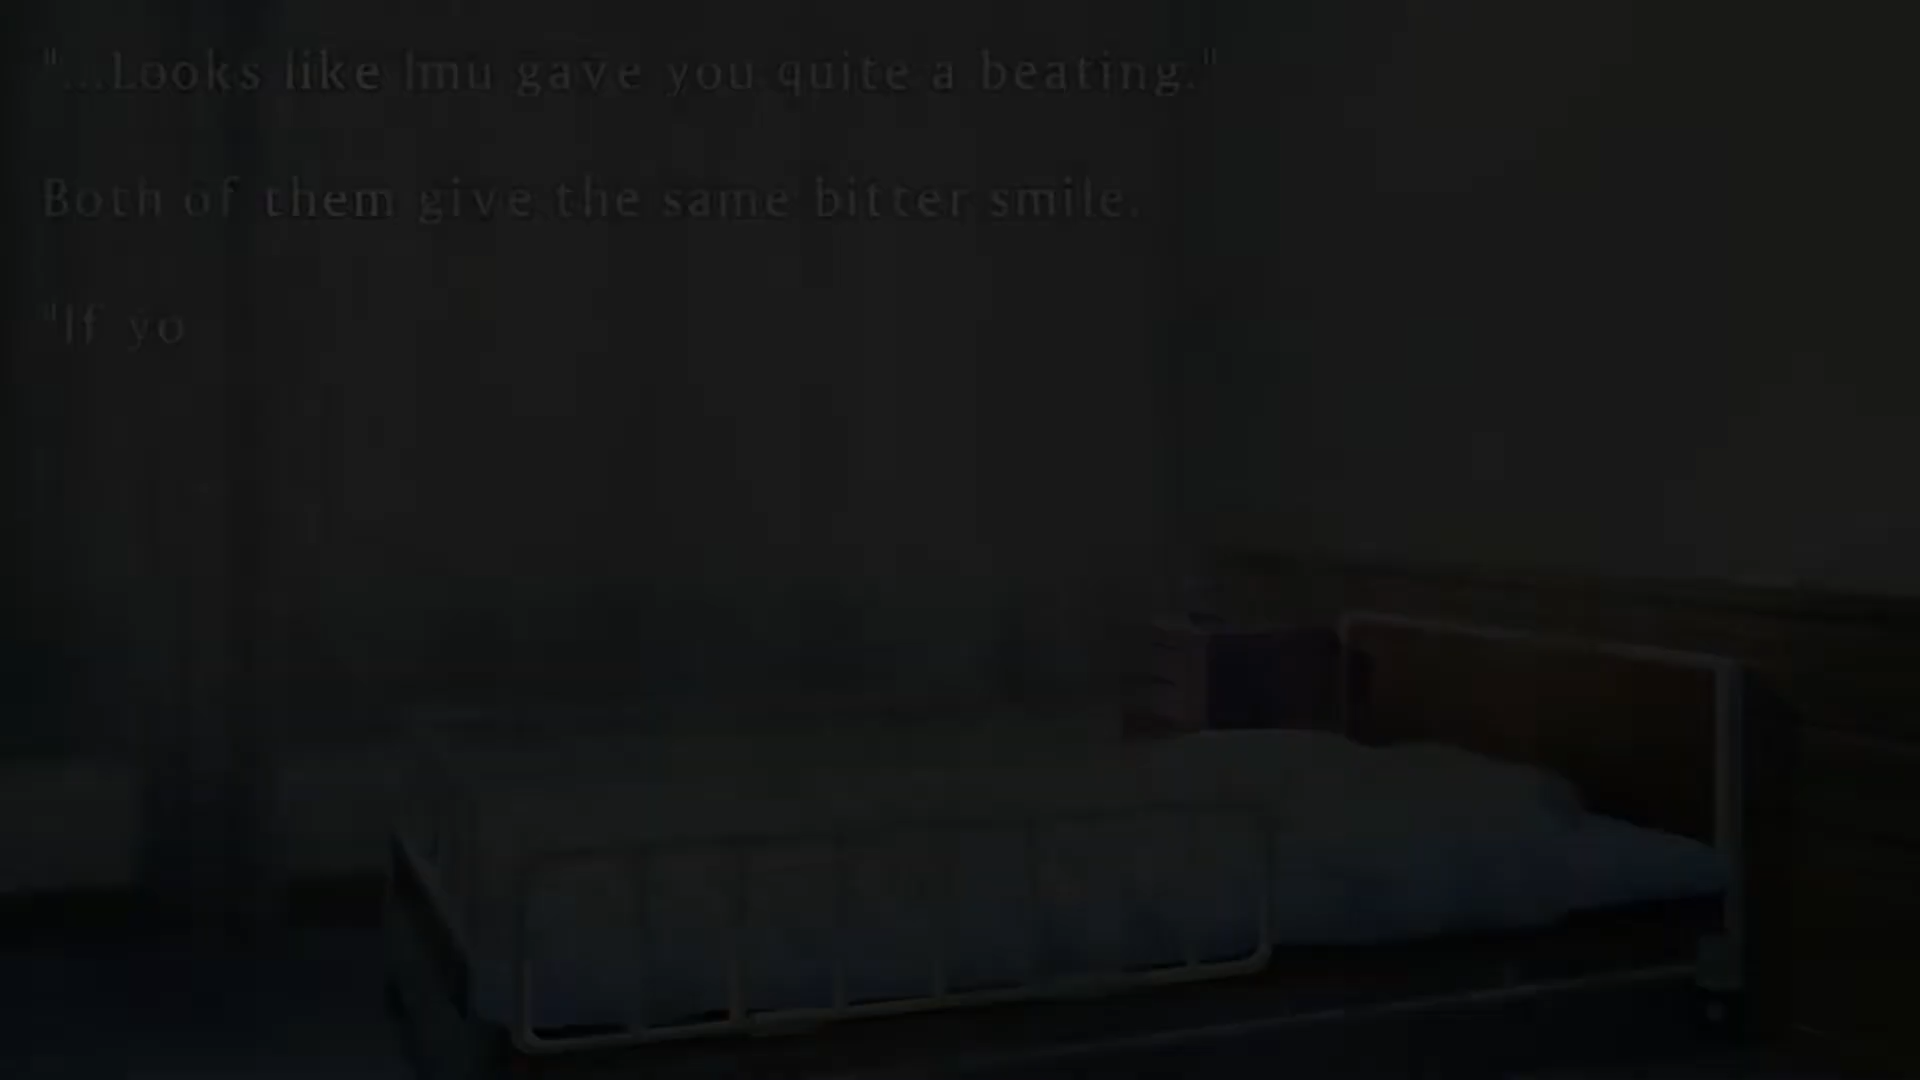 "...Looks like Imu gave you quite a beating."
Both of them give the same bitter smile.
"If yo